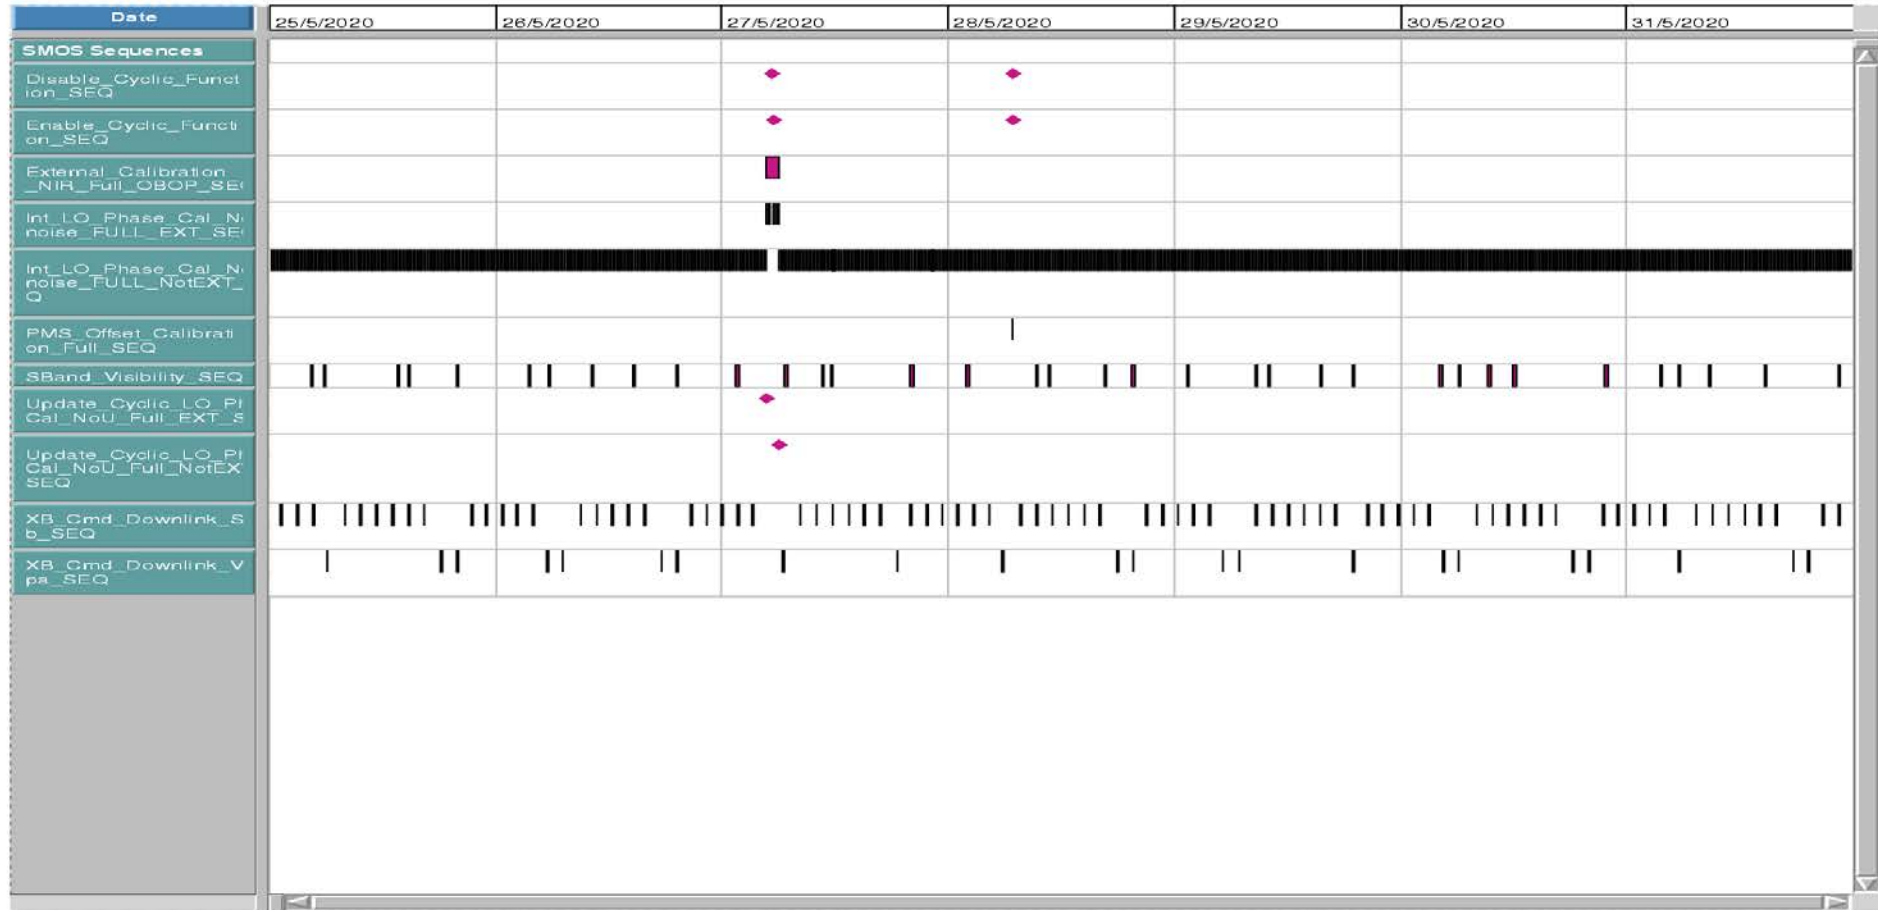 Date
25/5/2020 26/5/2020 27/5/2020 28/5/2020 29/5/2020 30/5/2020 31/5/2020
SMOS Sequences
Disable_Cyclic_Funct
ion_SEQ
Enable_Cyclic_Functi
on_SEQ
External_Calibration
_NIR_Full_OBOP_SE
Int_LO_Phase_Cal_N
noise_FULL_EXT_SE
Int_LO_Phase_Cal_N
noise_FULL_NotEXT_
Q
PMS_Offset_Calibrati
on_Full_SEQ
SBand_Visibility_SEQ
Update_Cyclic_LO_P
Cal_NoU_Full_EXT_S
Update_Cyclic_LO_P
Cal_NoU_Full_NotEX
SEQ
XB_Cmd_Downlink_S
b_SEQ
XB_Cmd_Downlink_V
pa_SEQ